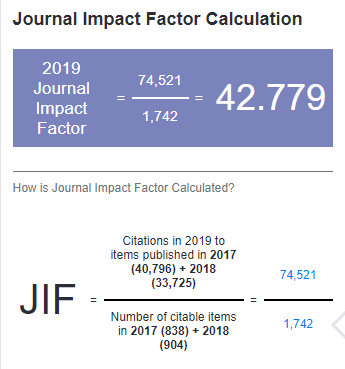 Journal Impact Factor Calculation
2019
Journal
Impact
Factor
=
74,521
1,742
=
42.779
How is Journal Impact Factor Calculated?
JIF
=
Citations in 2019 to
items published in 2017
(40,796) + 2018
(33,725)
Number of citable items
in 2017 (838) + 2018
(904)
=
74,521
1,742